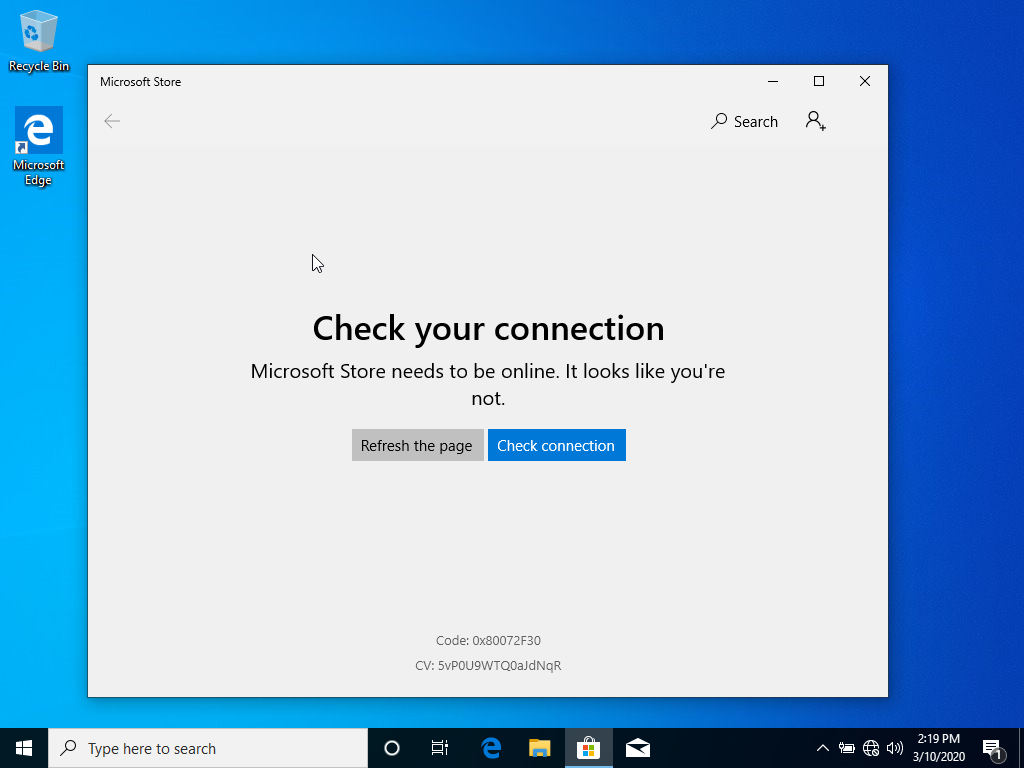 Recycle Bin
Microsoft
Edge
Microsoft Store
Search
Check your connection
Microsoft Store needs to be online. It looks like you're
not.
Refresh the page
Check connection
Code: 0x80072F30
CV: 5vP0U9WTQ0aJdNqR
Type here to search
2:19 PM
3/10/2020
1